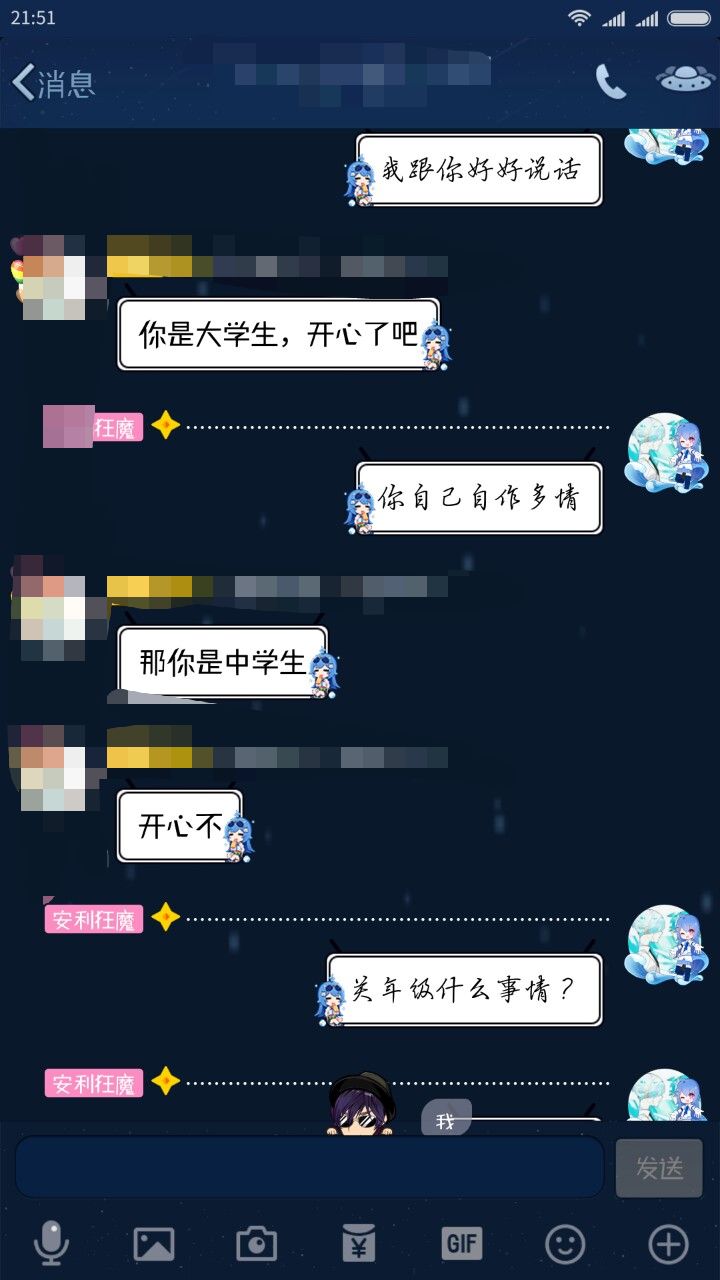 21:51
消息
我跟你好好说话
你是大学生，开心了吧
狂魔
你自己自作多情
那你是中学生
开心不
安利狂魔
关年级什么事情？
安利狂魔
我
发送
GIF